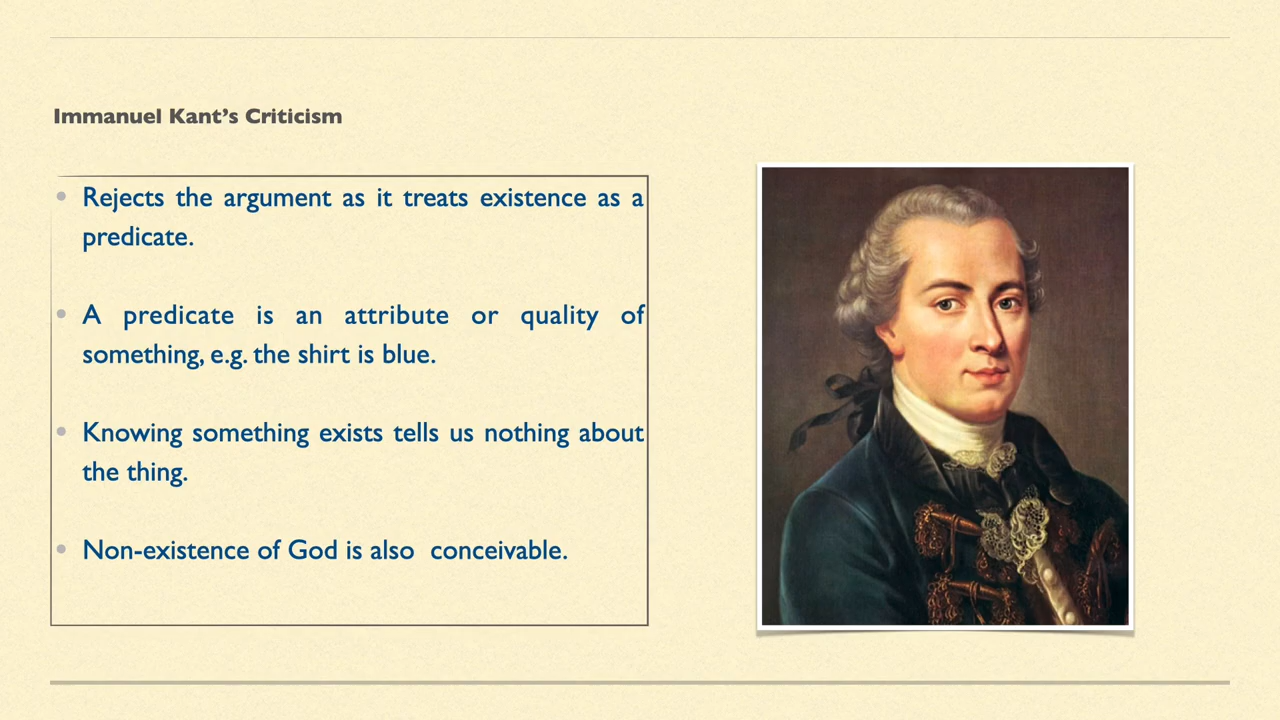 Immanuel Kant’s Criticism
• Rejects the argument as it treats existence as a
predicate.
• A predicate is an attribute or quality of
something, e.g. the shirt is blue.
• Knowing something exists tells us nothing about
the thing.
• Non-existence of God is also  conceivable.